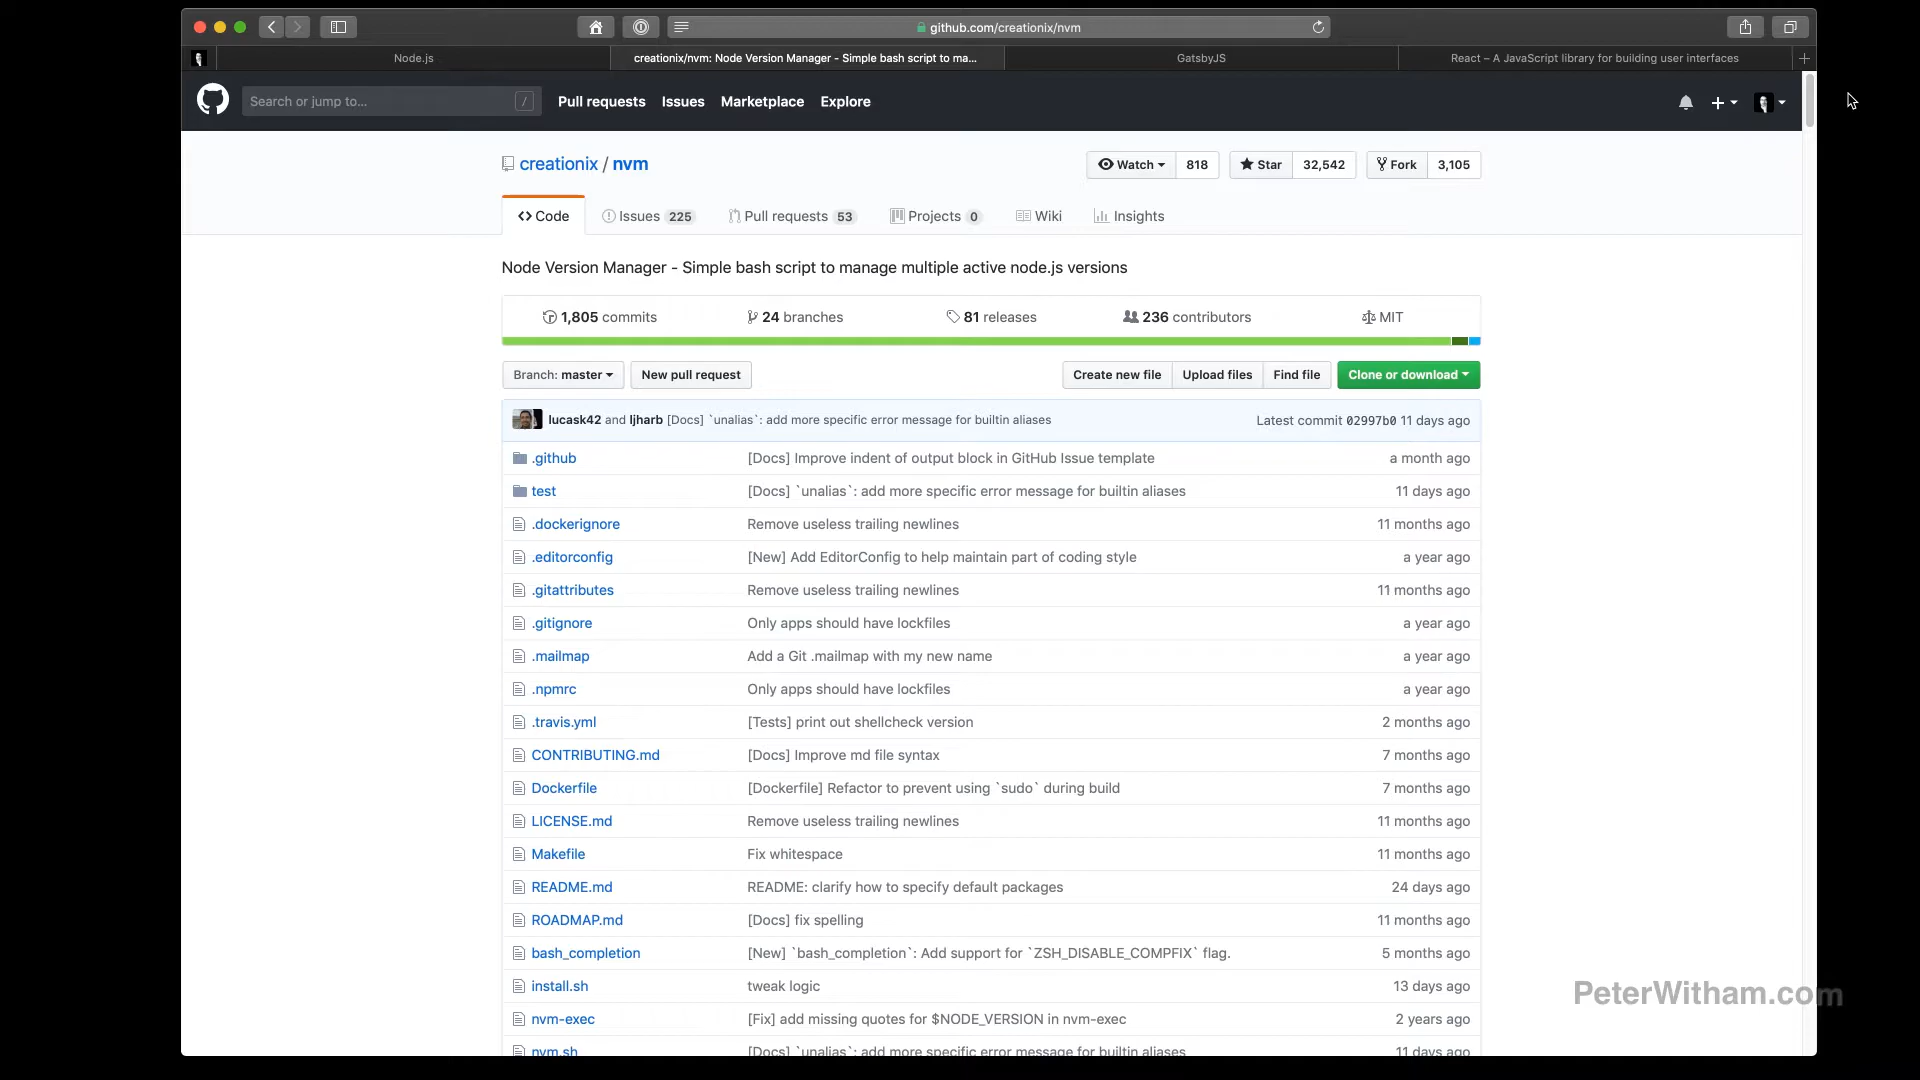 github.com/creationix/nvm
Node.js
creationix/nvm: Node Version Manager - Simple bash script to ma...
GatsbyJS
React – A JavaScript library for building user interfaces
Search or jump to...
/
Pull requests
Issues
Marketplace
Explore
creationix / nvm
Watch 818
Star 32,542
Fork 3,105
Code
Issues 225
Pull requests 53
Projects 0
Wiki
Insights
Node Version Manager - Simple bash script to manage multiple active node.js versions
1,805 commits
24 branches
81 releases
236 contributors
MIT
Branch: master
New pull request
Create new file
Upload files
Find file
Clone or download
lucask42 and ljharb [Docs] `unalias`: add more specific error message for builtin aliases
Latest commit 02997b0 11 days ago
.github [Docs] Improve indent of output block in GitHub Issue template a month ago
test [Docs] `unalias`: add more specific error message for builtin aliases 11 days ago
.dockerignore Remove useless trailing newlines 11 months ago
.editorconfig [New] Add EditorConfig to help maintain part of coding style a year ago
.gitattributes Remove useless trailing newlines 11 months ago
.gitignore Only apps should have lockfiles a year ago
.mailmap Add a Git .mailmap with my new name a year ago
.npmrc Only apps should have lockfiles a year ago
.travis.yml [Tests] print out shellcheck version 2 months ago
CONTRIBUTING.md [Docs] Improve md file syntax 7 months ago
Dockerfile [Dockerfile] Refactor to prevent using `sudo` during build 7 months ago
LICENSE.md Remove useless trailing newlines 11 months ago
Makefile Fix whitespace 11 months ago
README.md README: clarify how to specify default packages 24 days ago
ROADMAP.md [Docs] fix spelling 11 months ago
bash_completion [New] `bash_completion`: Add support for `ZSH_DISABLE_COMPFIX` flag. 5 months ago
install.sh tweak logic 13 days ago
nvm-exec [Fix] add missing quotes for $NODE_VERSION in nvm-exec 2 years ago
nvm.sh [Docs] `unalias`: add more specific error message for builtin aliases 11 days ago
PeterWitham.com